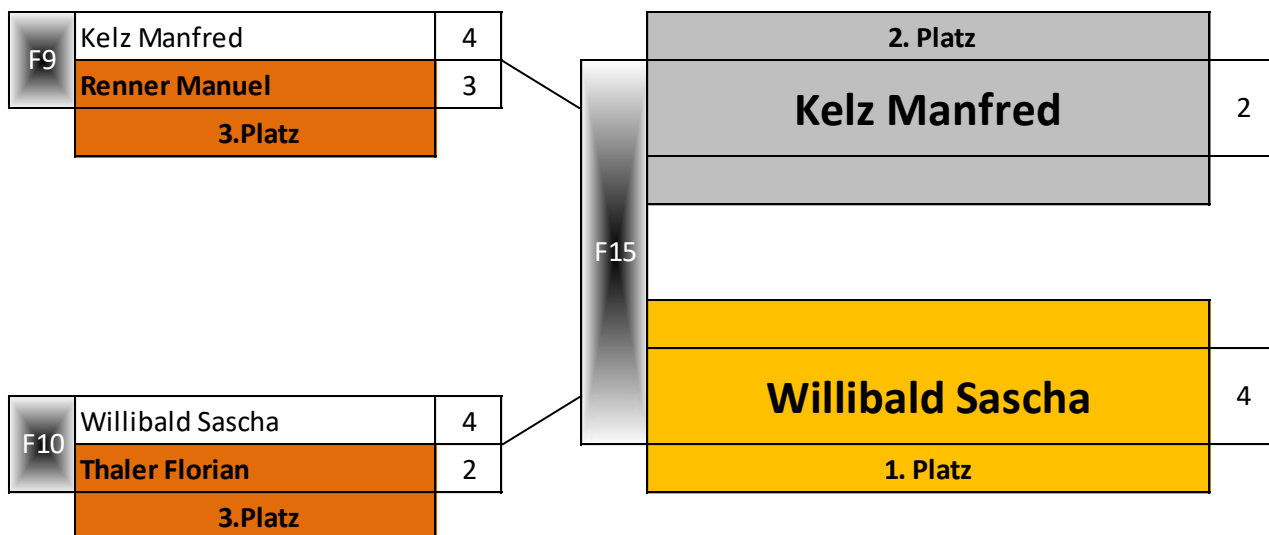 F9
Kelz Manfred 4
Renner Manuel 3
3.Platz
2. Platz
Kelz Manfred 2
F15
Willibald Sascha 4
1. Platz
F10
Willibald Sascha 4
Thaler Florian 2
3.Platz